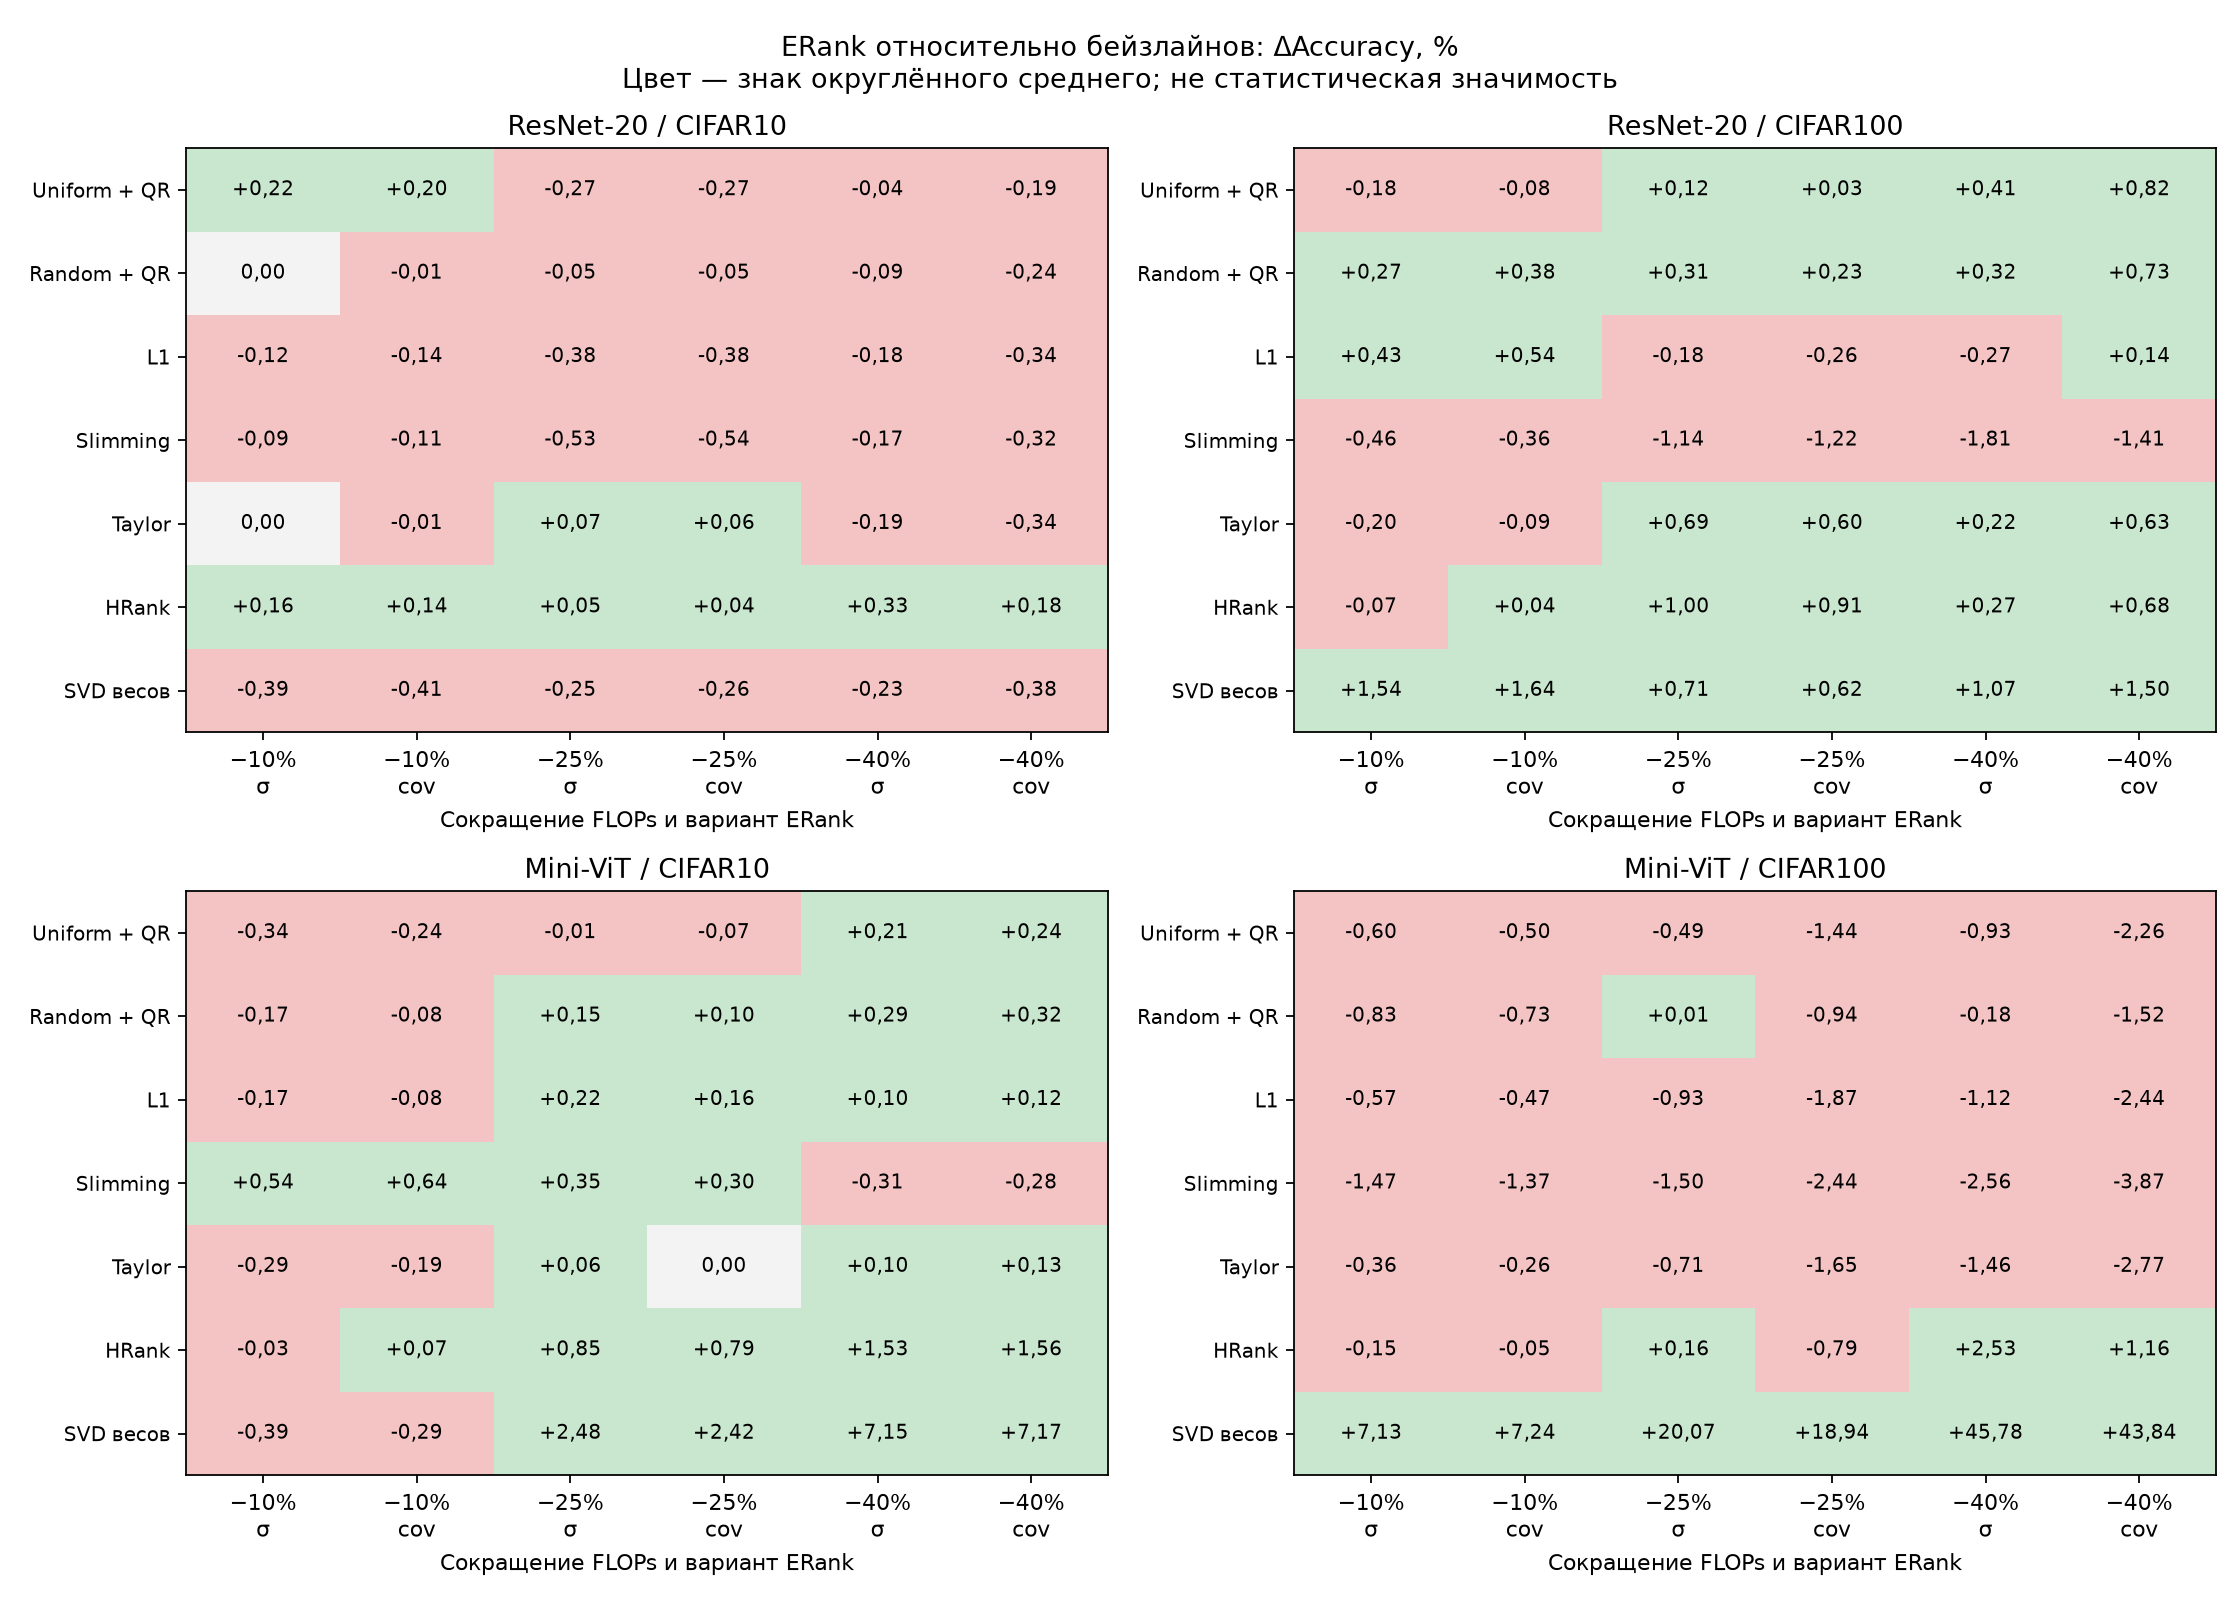 ERank относительно бейзлайнов: ΔAccuracy, %
Цвет — знак округлённого среднего; не статистическая значимость
ResNet-20 / CIFAR10
Uniform + QR +0,22 +0,20 -0,27 -0,27 -0,04 -0,19
Random + QR 0,00 -0,01 -0,05 -0,05 -0,09 -0,24
L1 -0,12 -0,14 -0,38 -0,38 -0,18 -0,34
Slimming -0,09 -0,11 -0,53 -0,54 -0,17 -0,32
Taylor 0,00 -0,01 +0,07 +0,06 -0,19 -0,34
HRank +0,16 +0,14 +0,05 +0,04 +0,33 +0,18
SVD весов -0,39 -0,41 -0,25 -0,26 -0,23 -0,38
−10% −10% −25% −25% −40% −40%
σ cov σ cov σ cov
Сокращение FLOPs и вариант ERank
ResNet-20 / CIFAR100
Uniform + QR -0,18 -0,08 +0,12 +0,03 +0,41 +0,82
Random + QR +0,27 +0,38 +0,31 +0,23 +0,32 +0,73
L1 +0,43 +0,54 -0,18 -0,26 -0,27 +0,14
Slimming -0,46 -0,36 -1,14 -1,22 -1,81 -1,41
Taylor -0,20 -0,09 +0,69 +0,60 +0,22 +0,63
HRank -0,07 +0,04 +1,00 +0,91 +0,27 +0,68
SVD весов +1,54 +1,64 +0,71 +0,62 +1,07 +1,50
−10% −10% −25% −25% −40% −40%
σ cov σ cov σ cov
Сокращение FLOPs и вариант ERank
Mini-ViT / CIFAR10
Uniform + QR -0,34 -0,24 -0,01 -0,07 +0,21 +0,24
Random + QR -0,17 -0,08 +0,15 +0,10 +0,29 +0,32
L1 -0,17 -0,08 +0,22 +0,16 +0,10 +0,12
Slimming +0,54 +0,64 +0,35 +0,30 -0,31 -0,28
Taylor -0,29 -0,19 +0,06 0,00 +0,10 +0,13
HRank -0,03 +0,07 +0,85 +0,79 +1,53 +1,56
SVD весов -0,39 -0,29 +2,48 +2,42 +7,15 +7,17
−10% −10% −25% −25% −40% −40%
σ cov σ cov σ cov
Сокращение FLOPs и вариант ERank
Mini-ViT / CIFAR100
Uniform + QR -0,60 -0,50 -0,49 -1,44 -0,93 -2,26
Random + QR -0,83 -0,73 +0,01 -0,94 -0,18 -1,52
L1 -0,57 -0,47 -0,93 -1,87 -1,12 -2,44
Slimming -1,47 -1,37 -1,50 -2,44 -2,56 -3,87
Taylor -0,36 -0,26 -0,71 -1,65 -1,46 -2,77
HRank -0,15 -0,05 +0,16 -0,79 +2,53 +1,16
SVD весов +7,13 +7,24 +20,07 +18,94 +45,78 +43,84
−10% −10% −25% −25% −40% −40%
σ cov σ cov σ cov
Сокращение FLOPs и вариант ERank